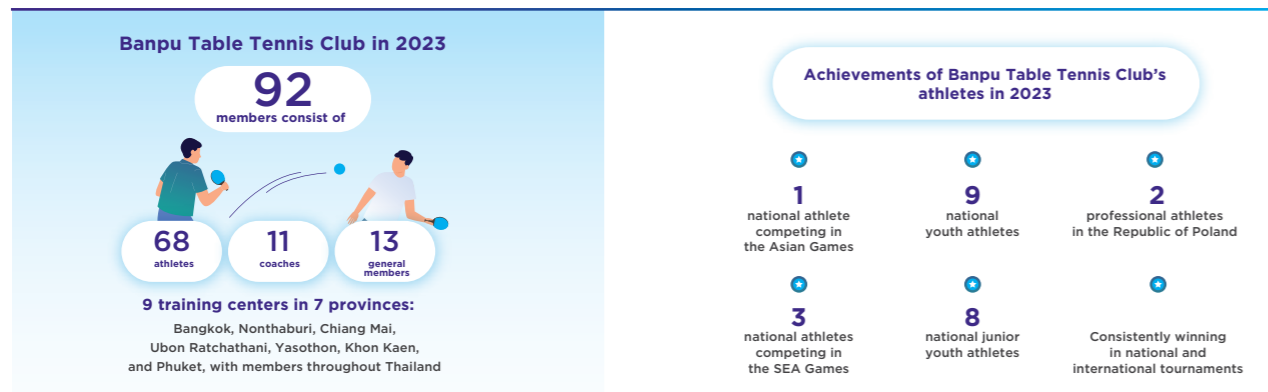 Banpu Table Tennis Club in 2023
92
members consist of
68
athletes
11
coaches
13
general
members
9 training centers in 7 provinces:
Bangkok, Nonthaburi, Chiang Mai,
Ubon Ratchathani, Yasothon, Khon Kaen,
and Phuket, with members throughout Thailand
Achievements of Banpu Table Tennis Club's
athletes in 2023
1
national athlete
competing in
the Asian Games
9
national
youth athletes
2
professional athletes
in the Republic of Poland
3
national athletes
competing in
the SEA Games
8
national junior
youth athletes
Consistently winning
in national and
international tournaments